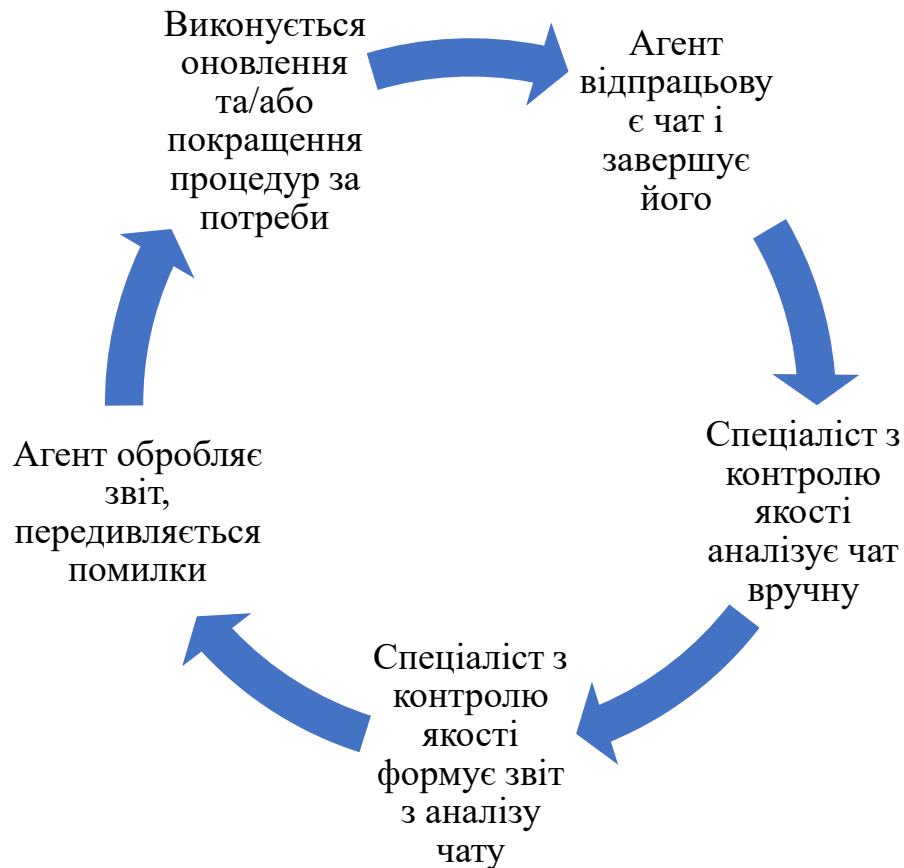 Виконується
оновлення
та/або
покращення
процедур за
потреби
Агент
відпрацьову
є чат і
завершує
його
Спеціаліст з
контролю
якості
аналізує чат
вручну
Спеціаліст з
контролю
якості
формує звіт
з аналізу
чату
Агент обробляє
звіт,
передивляється
помилки